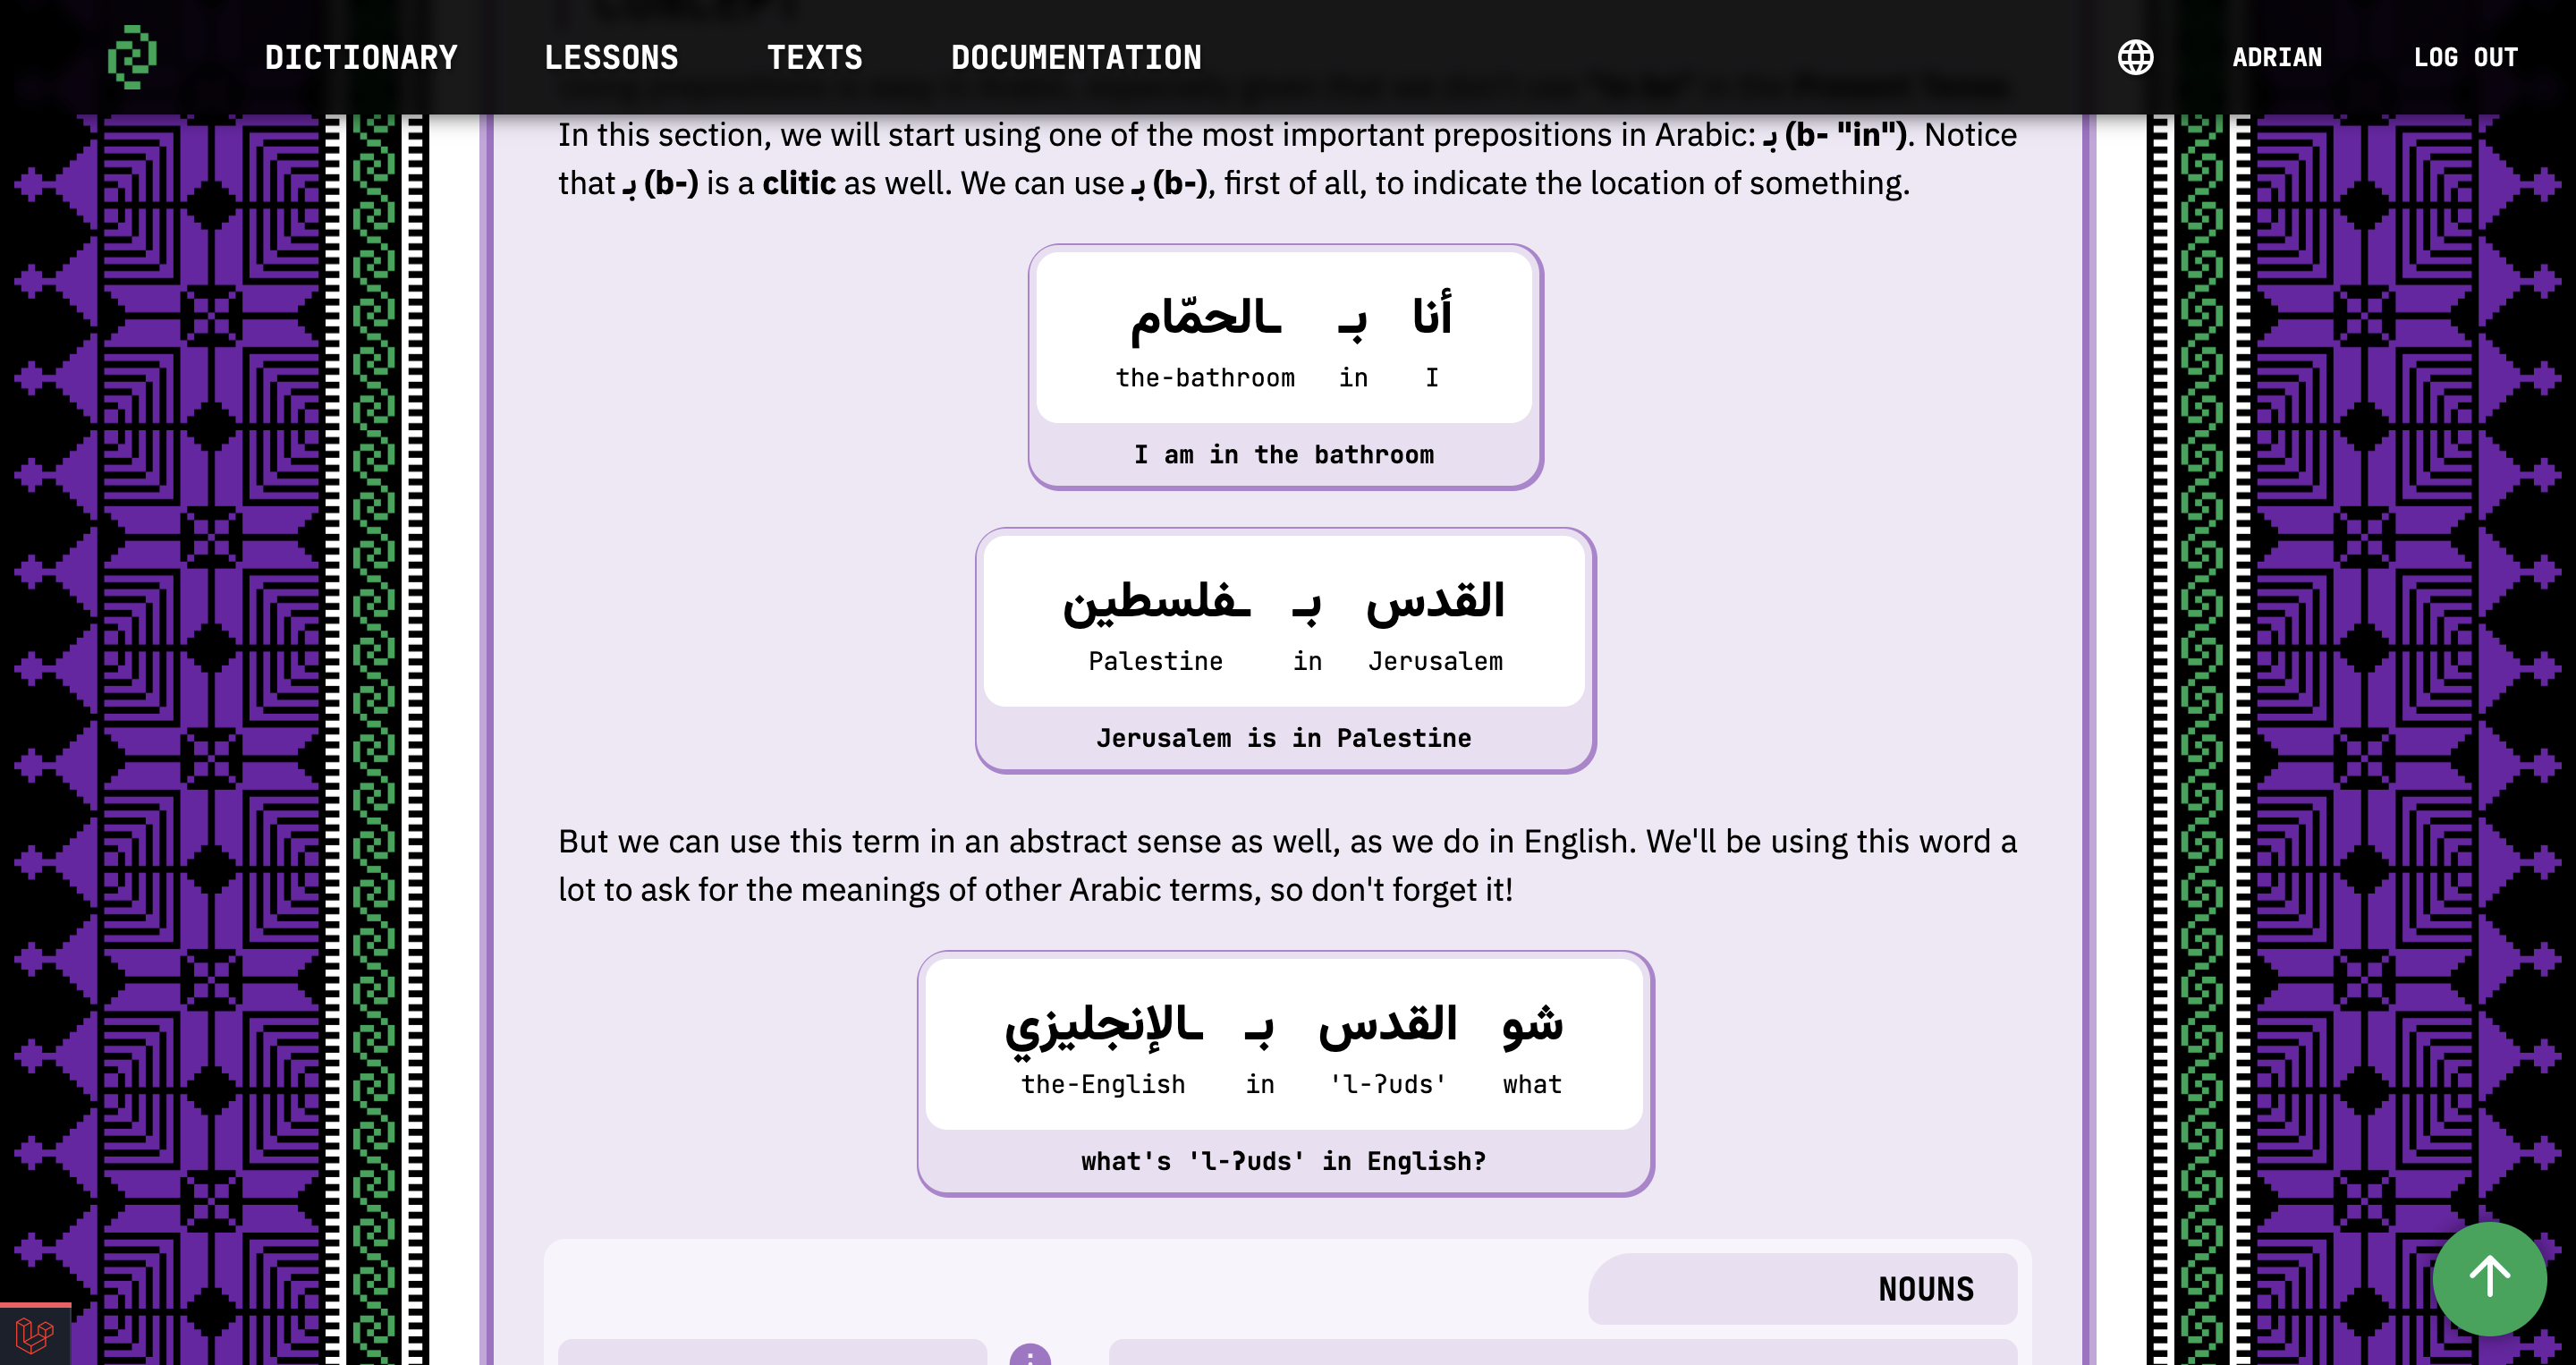 DICTIONARY LESSONS TEXTS DOCUMENTATION ADRIAN LOG OUT
In this section, we will start using one of the most important prepositions in Arabic: بـ (b- "in"). Notice
that بـ (b-) is a clitic as well. We can use بـ (b-), first of all, to indicate the location of something.
أنا بـ ـالحمّام
the-bathroom in I
I am in the bathroom
القدس بـ ـفلسطين
Palestine in Jerusalem
Jerusalem is in Palestine
But we can use this term in an abstract sense as well, as we do in English. We'll be using this word a
lot to ask for the meanings of other Arabic terms, so don't forget it!
شو القدس بـ ـالإنجليزي
the-English in 'l-ʔuds' what
what's 'l-ʔuds' in English?
NOUNS